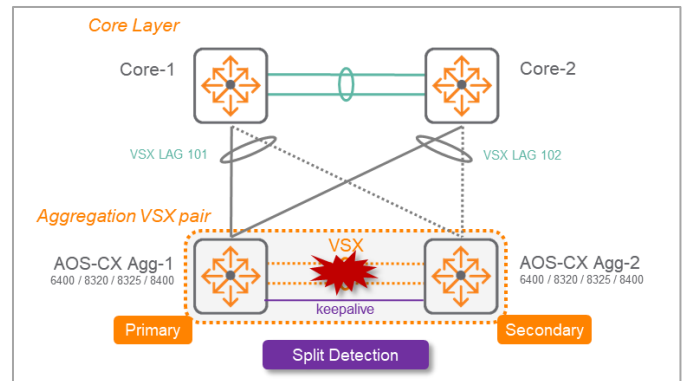 Core Layer
Core-1
Core-2
VSX LAG 101
VSX LAG 102
Aggregation VSX pair
VSX
AOS-CX Agg-1
6400 / 8320 / 8325 / 8400
AOS-CX Agg-2
6400 / 8320 / 8325 / 8400
keepalive
Primary
Secondary
Split Detection